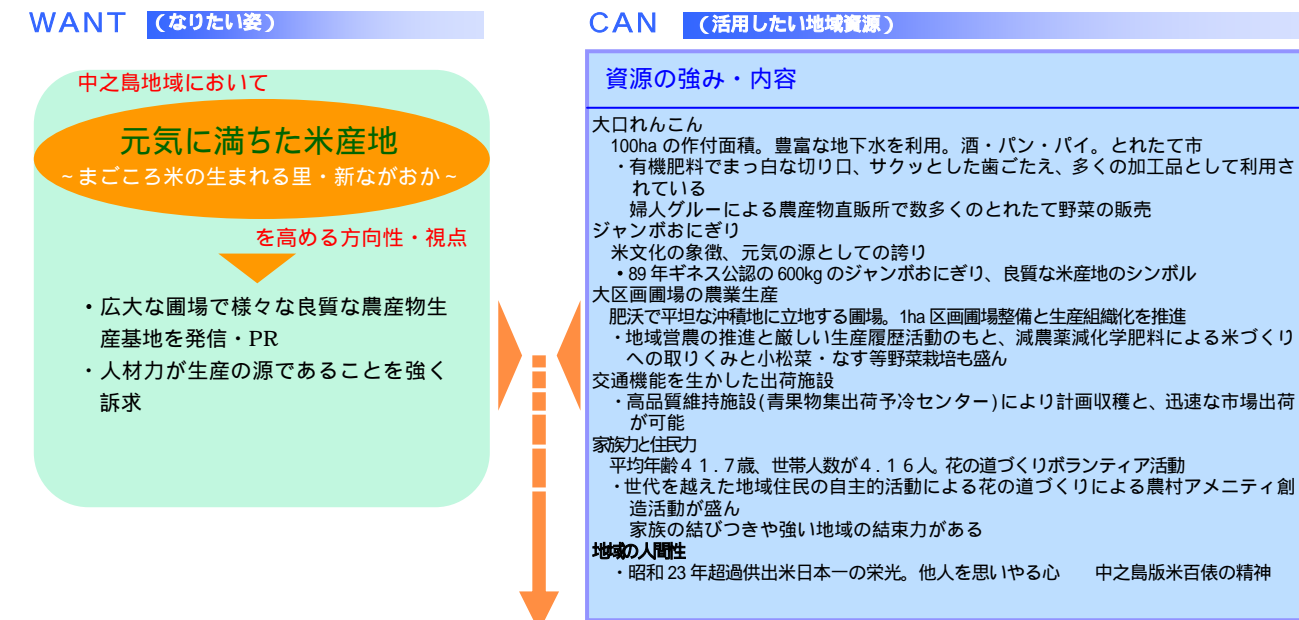 WANT (なりたい姿)
中之島地域において
元気に満ちた米産地
~まごころ米の生まれる里・新ながおか~
を高める方向性・視点
・広大な圃場で様々な良質な農産物生
産基地を発信・PR
・人材力が生産の源であることを強く
訴求
CAN (活用したい地域資源)
資源の強み・内容
大口れんこん
100ha の作付面積。豊富な地下水を利用。酒・パン・パイ。とれたて市
・有機肥料でまっ白な切り口、サクッとした歯ごたえ、多くの加工品として利用さ
れている
婦人グルーによる農産物直販所で数多くのとれたて野菜の販売
ジャンボおにぎり
米文化の象徴、元気の源としての誇り
・89 年ギネス公認の 600kg のジャンボおにぎり、良質な米産地のシンボル
大区画圃場の農業生産
肥沃で平坦な沖積地に立地する圃場。1ha 区画圃場整備と生産組織化を推進
・地域営農の推進と厳しい生産履歴活動のもと、減農薬減化学肥料による米づくり
への取りくみと小松菜・なす等野菜栽培も盛ん
交通機能を生かした出荷施設
・高品質維持施設(青果物集出荷予冷センター)により計画収穫と、迅速な市場出荷
が可能
家族力と住民力
平均年齢41.7歳、世帯人数が4.16人。花の道づくりボランティア活動
・世代を越えた地域住民の自主的活動による花の道づくりによる農村アメニティ創
造活動が盛ん
家族の結びつきや強い地域の結束力がある
地域の人間性
・昭和 23 年超過供出米日本一の栄光。他人を思いやる心　　中之島版米百俵の精神